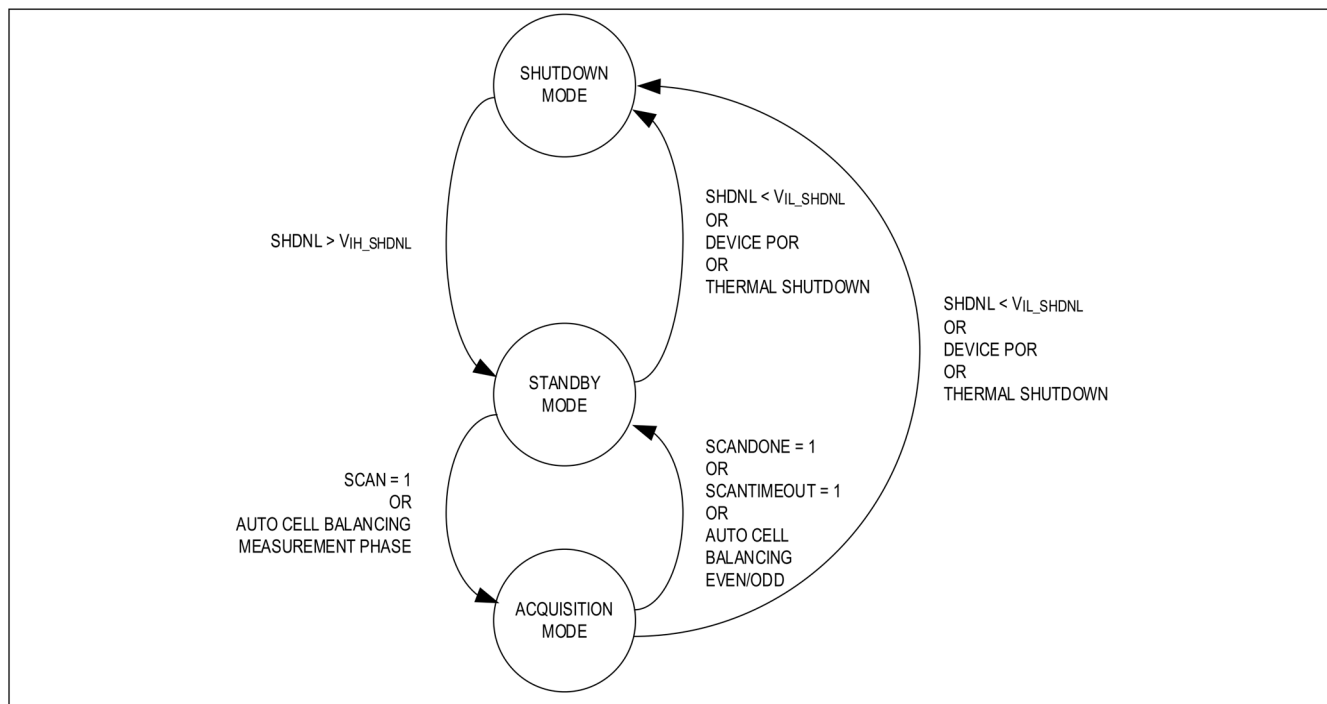 SHUTDOWN
MODE
SHDNL > VIH_SHDNL
SHDNL < VIL_SHDNL
OR
DEVICE POR
OR
THERMAL SHUTDOWN
SHDNL < VIL_SHDNL
OR
DEVICE POR
OR
THERMAL SHUTDOWN
STANDBY
MODE
SCAN = 1
OR
AUTO CELL BALANCING
MEASUREMENT PHASE
SCANDONE = 1
OR
SCANTIMEOUT = 1
OR
AUTO CELL
BALANCING
EVEN/ODD
ACQUISITION
MODE